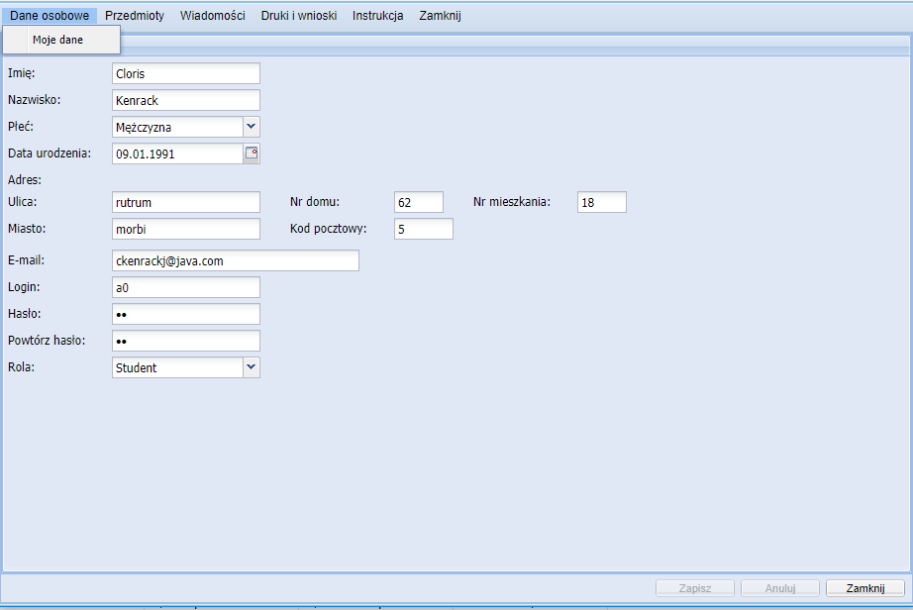 Dane osobowe Przedmioty Wiadomości Druki i wnioski Instrukcja Zamknij
Moje dane
Imię: Cloris
Nazwisko: Kenrack
Płeć: Mężczyzna
Data urodzenia: 09.01.1991
Adres:
Ulica: rutrum Nr domu: 62 Nr mieszkania: 18
Miasto: morbi Kod pocztowy: 5
E-mail: ckenrackj@java.com
Login: a0
Hasło: ••
Powtórz hasło: ••
Rola: Student
Zapisz Anuluj Zamknij